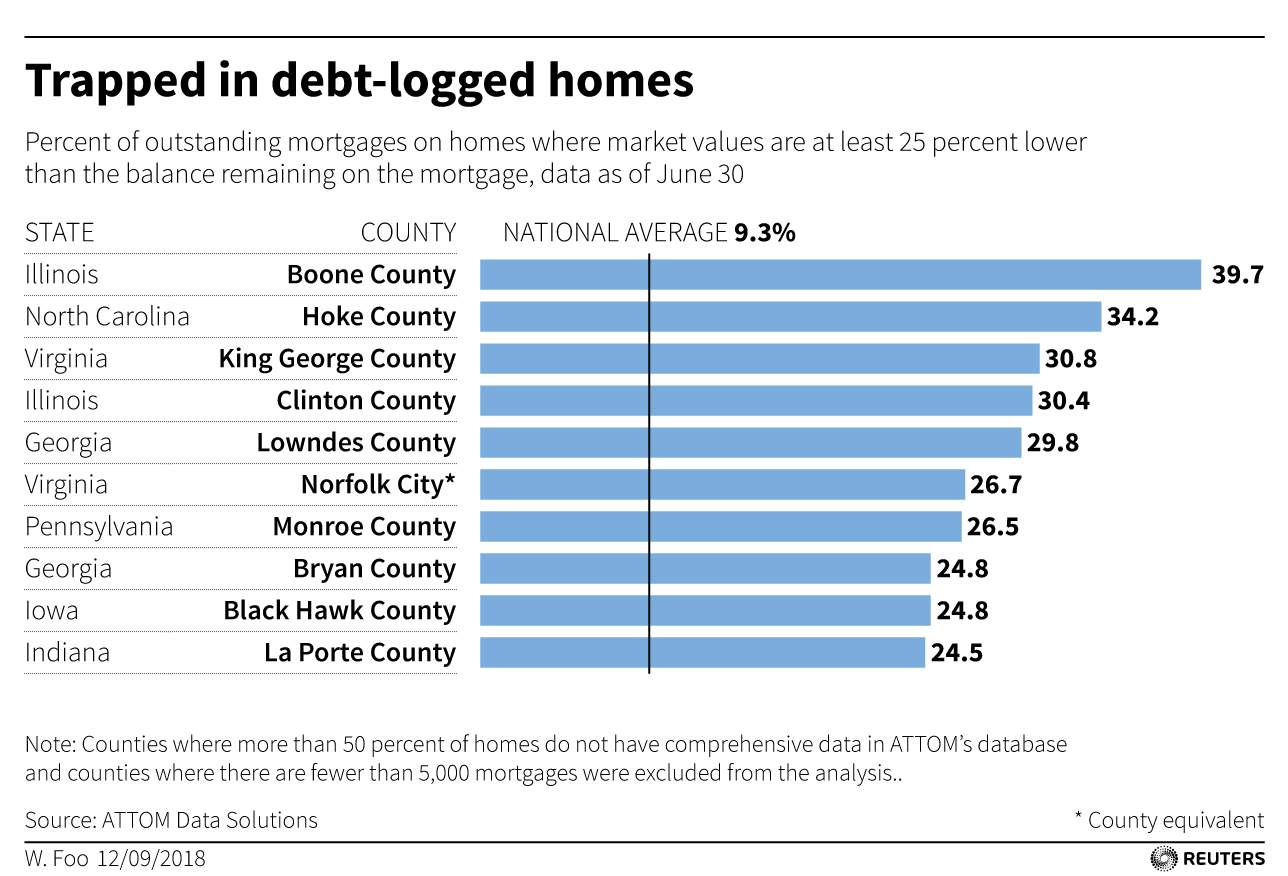 Trapped in debt-logged homes
Percent of outstanding mortgages on homes where market values are at least 25 percent lower
than the balance remaining on the mortgage, data as of June 30
STATE COUNTY NATIONAL AVERAGE 9.3%
Illinois Boone County 39.7
North Carolina Hoke County 34.2
Virginia King George County 30.8
Illinois Clinton County 30.4
Georgia Lowndes County 29.8
Virginia Norfolk City* 26.7
Pennsylvania Monroe County 26.5
Georgia Bryan County 24.8
Iowa Black Hawk County 24.8
Indiana La Porte County 24.5
Note: Counties where more than 50 percent of homes do not have comprehensive data in ATTOM’s database
and counties where there are fewer than 5,000 mortgages were excluded from the analysis..
Source: ATTOM Data Solutions * County equivalent
W. Foo 12/09/2018 REUTERS